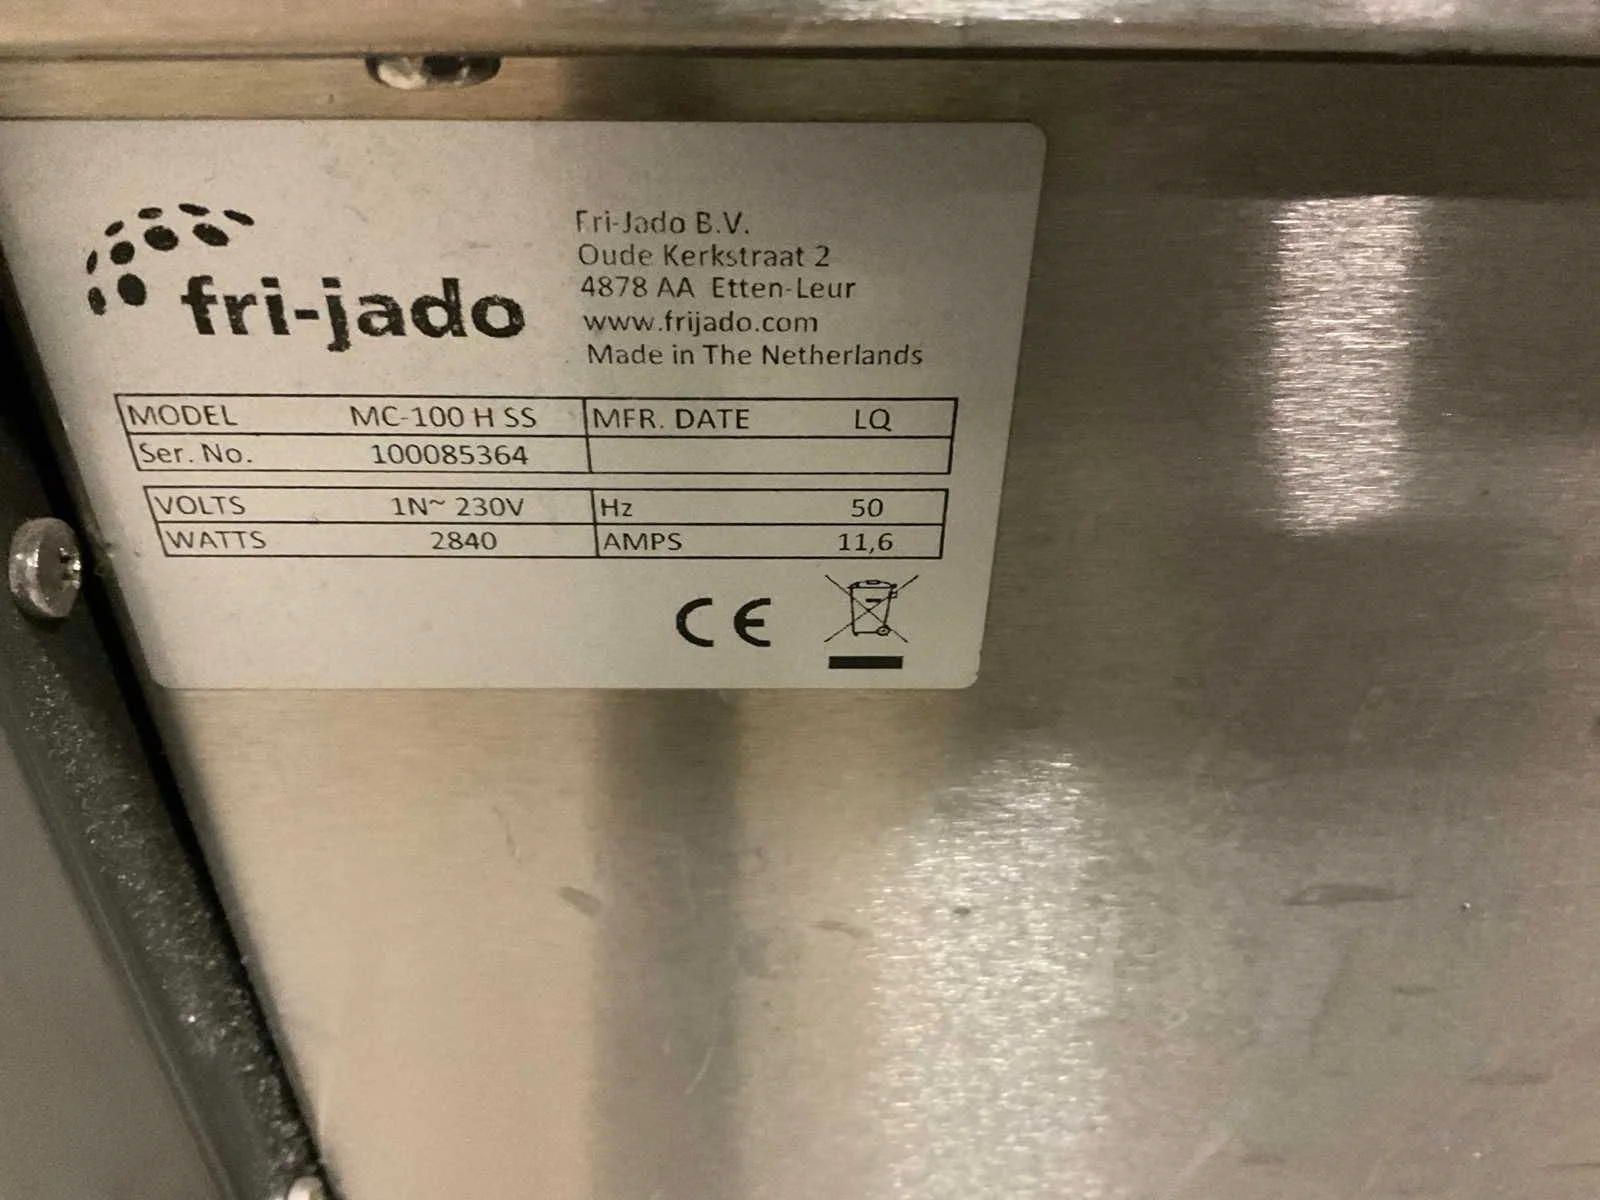 fri-jado
Fri-Jado B.V.
Oude Kerkstraat 2
4878 AA Etten-Leur
www.frijado.com
Made in The Netherlands
MODEL MC-100 H SS MFR. DATE LQ
Ser. No. 100085364
VOLTS 1N~ 230V Hz 50
WATTS 2840 AMPS 11,6
CE